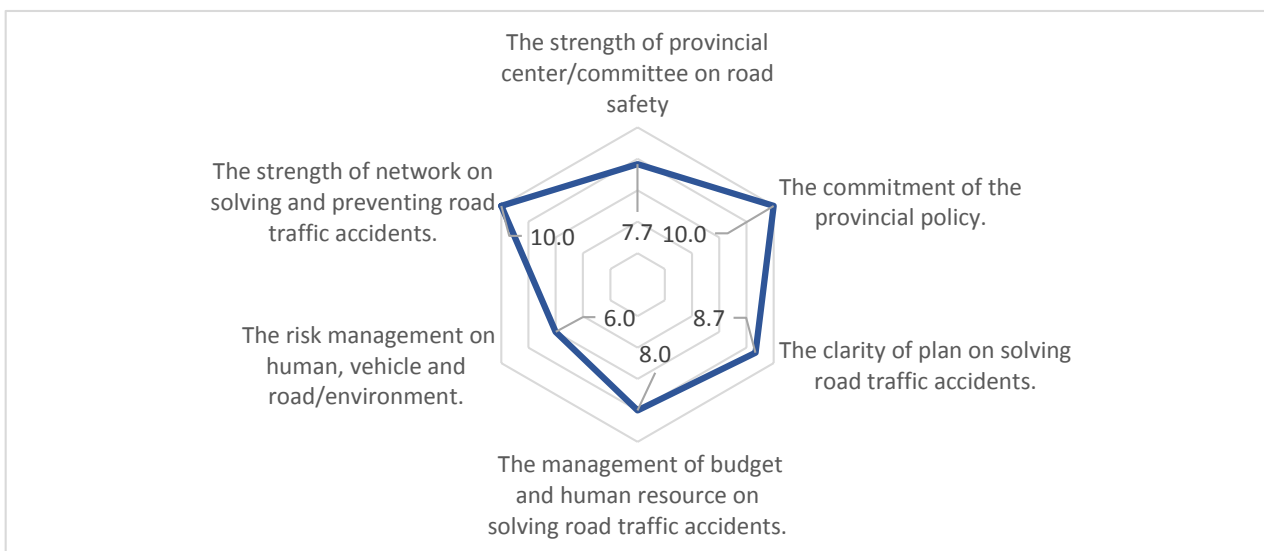 The strength of provincial
center/committee on road
safety
The commitment of the
provincial policy.
The clarity of plan on solving
road traffic accidents.
The management of budget
and human resource on
solving road traffic accidents.
The risk management on
human, vehicle and
road/environment.
The strength of network on
solving and preventing road
traffic accidents.
7.7
10.0
8.7
8.0
6.0
10.0